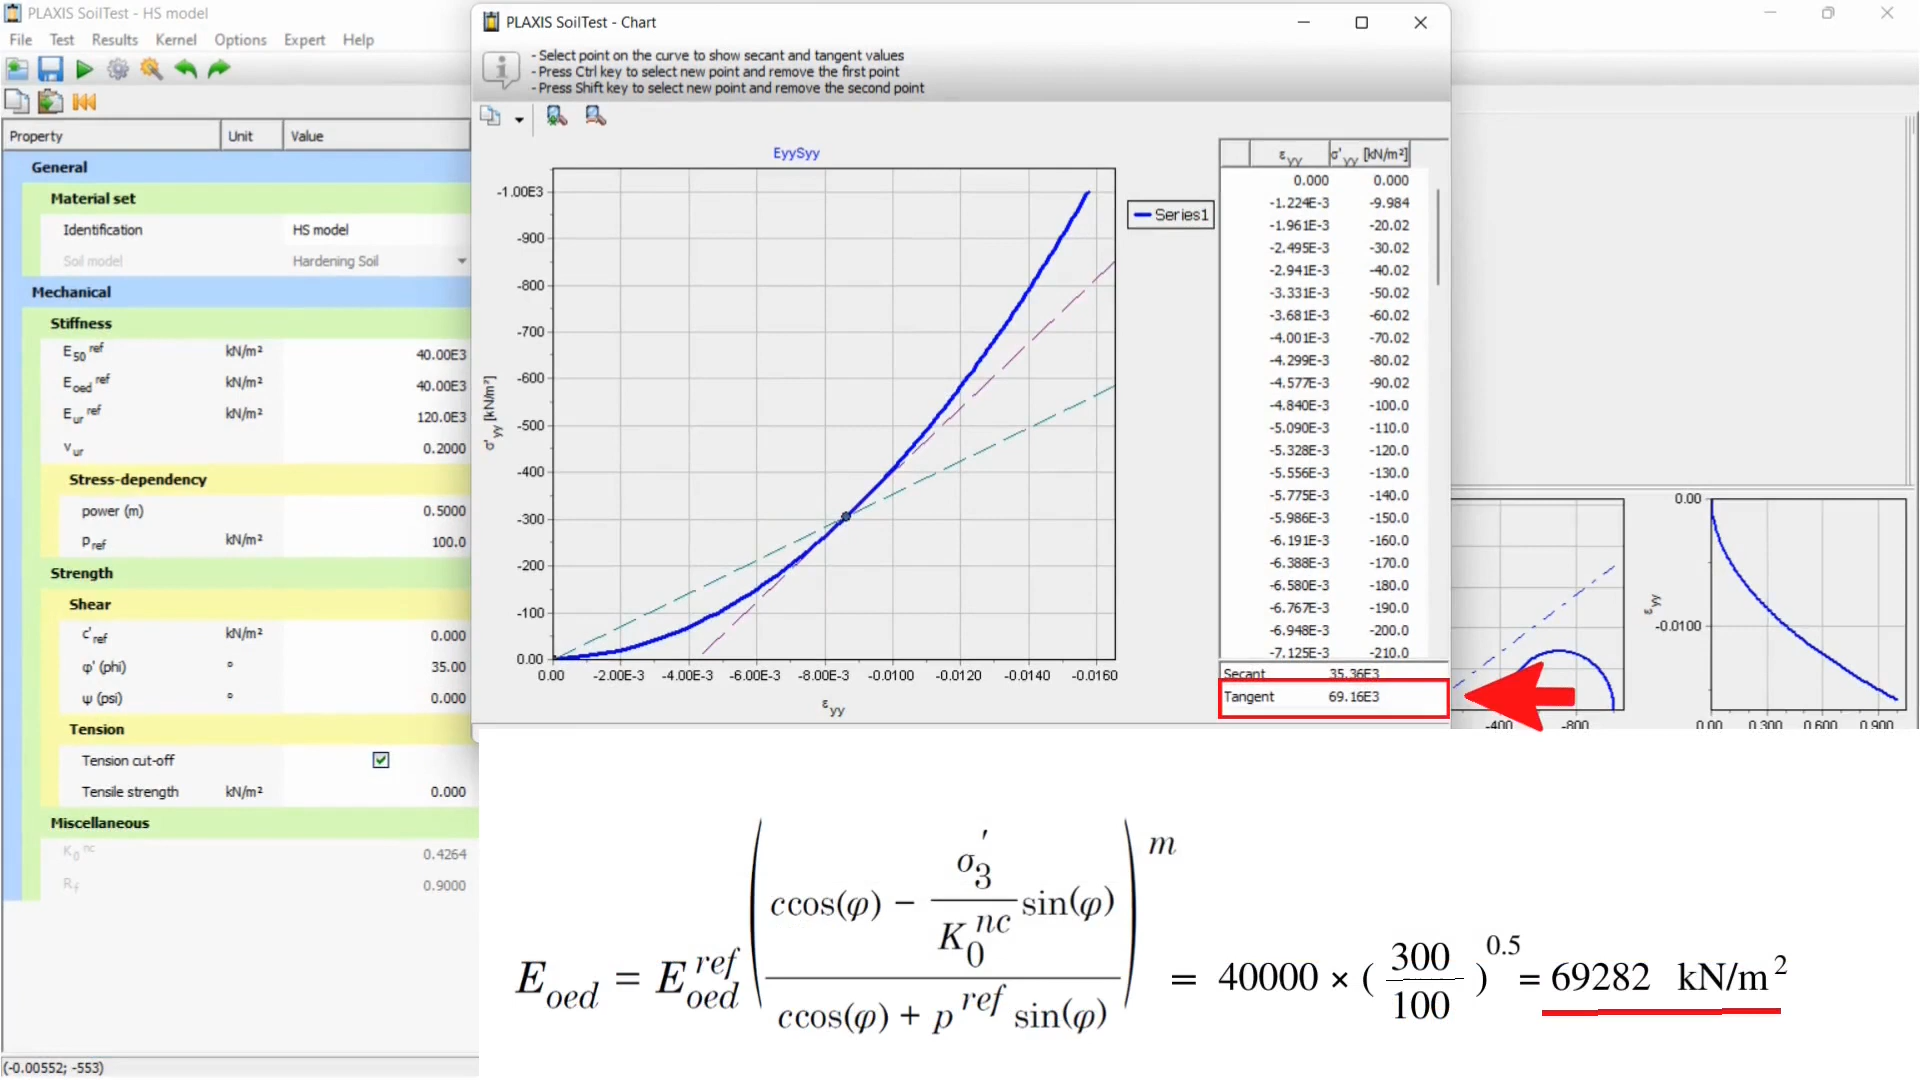 PLAXIS SoilTest - HS model
File Test Results Kernel Options Expert Help
Property Unit Value
General
Material set
Identification HS model
Soil model Hardening Soil
Mechanical
Stiffness
E50 ref kN/m² 40.00E3
Eoed ref kN/m² 40.00E3
Eur ref kN/m² 120.0E3
νur 0.2000
Stress-dependency
power (m) 0.5000
Pref kN/m² 100.0
Strength
Shear
c'ref kN/m² 0.000
φ' (phi) ° 35.00
ψ (psi) ° 0.000
Tension
Tension cut-off
Tensile strength kN/m² 0.000
Miscellaneous
K0 nc 0.4264
Rf 0.9000
(-0.00552; -553)
PLAXIS SoilTest - Chart
- Select point on the curve to show secant and tangent values
- Press Ctrl key to select new point and remove the first point
- Press Shift key to select new point and remove the second point
EyySyy
-1.00E3
-900
-800
-700
-600
-500
-400
-300
-200
-100
0.00
σ'yy [kN/m²]
0.00 -2.00E-3 -4.00E-3 -6.00E-3 -8.00E-3 -0.0100 -0.0120 -0.0140 -0.0160
εyy
Series1
εyy σ'yy [kN/m²]
0.000 0.000
-1.224E-3 -9.984
-1.961E-3 -20.02
-2.495E-3 -30.02
-2.941E-3 -40.02
-3.331E-3 -50.02
-3.681E-3 -60.02
-4.001E-3 -70.02
-4.299E-3 -80.02
-4.577E-3 -90.02
-4.840E-3 -100.0
-5.090E-3 -110.0
-5.328E-3 -120.0
-5.556E-3 -130.0
-5.775E-3 -140.0
-5.986E-3 -150.0
-6.191E-3 -160.0
-6.388E-3 -170.0
-6.580E-3 -180.0
-6.767E-3 -190.0
-6.948E-3 -200.0
-7.125E-3 -210.0
Secant 35.36E3
Tangent 69.16E3
-400 -800
0.00
εyy
-0.0100
0.00 0.300 0.600 0.900
Eoed = Eoed^ref ((c cos(φ) − σ3'/K0^nc sin(φ)) / (c cos(φ) + p^ref sin(φ)))^m = 40000 × (300/100)^0.5 = 69282 kN/m²